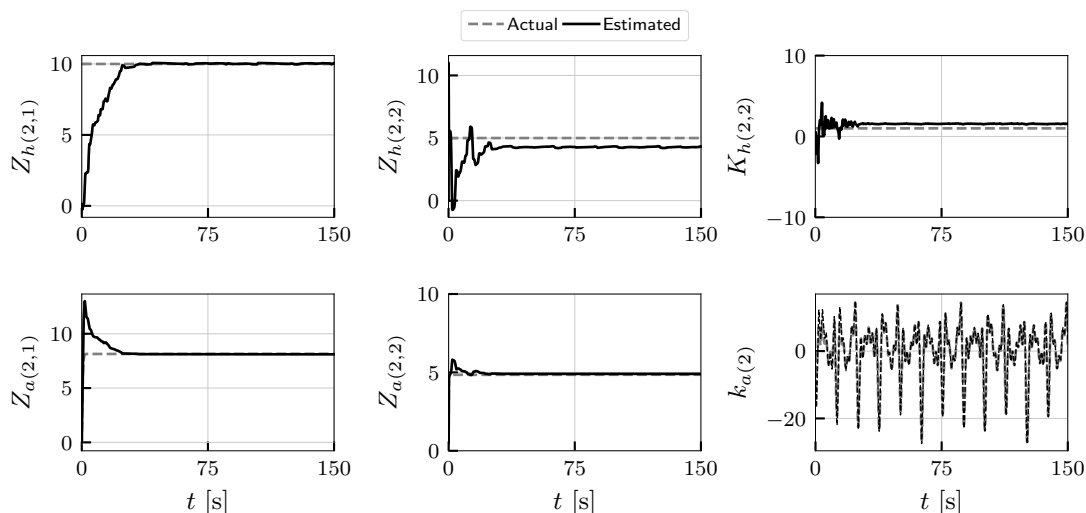 Actual Estimated
Z_{h(2,1)}
10
5
0
0 75 150
Z_{h(2,2)}
10
5
0
0 75 150
K_{h(2,2)}
10
0
−10
0 75 150
Z_{a(2,1)}
10
5
0
0 75 150
t [s]
Z_{a(2,2)}
10
5
0
0 75 150
t [s]
k_{a(2)}
0
−20
0 75 150
t [s]